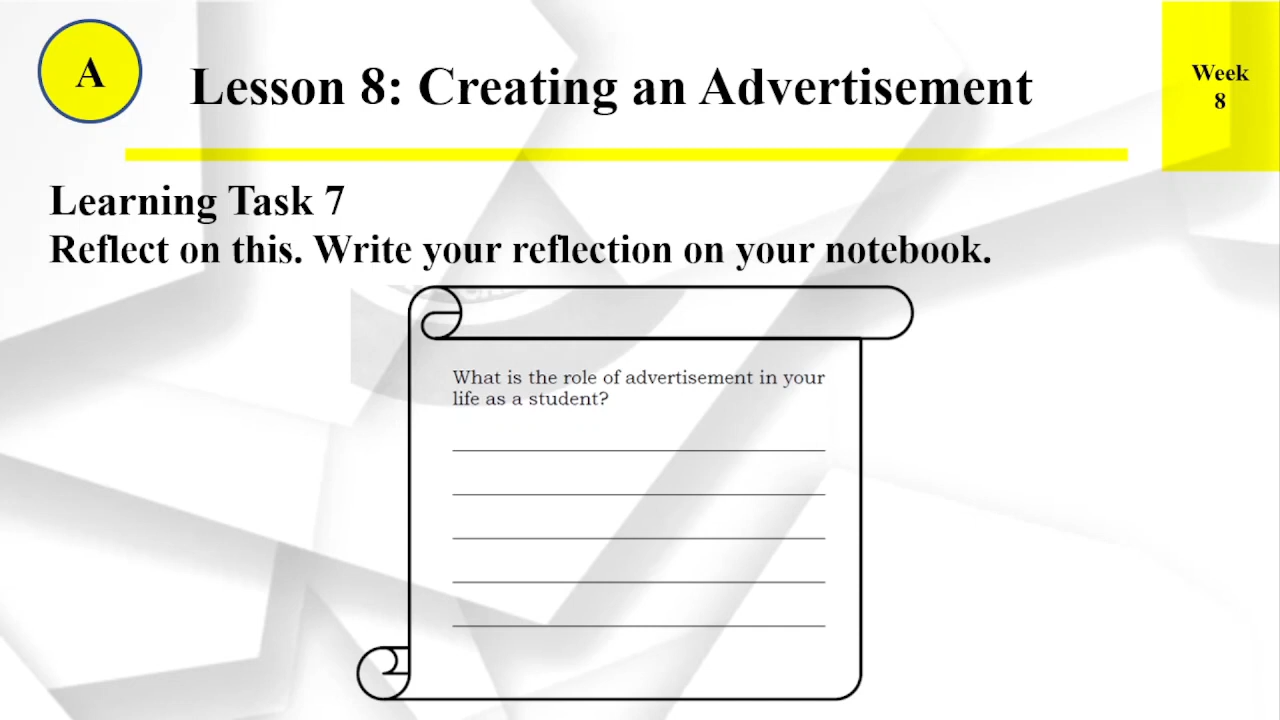 A
Lesson 8: Creating an Advertisement
Week
8
Learning Task 7
Reflect on this. Write your reflection on your notebook.
What is the role of advertisement in your
life as a student?